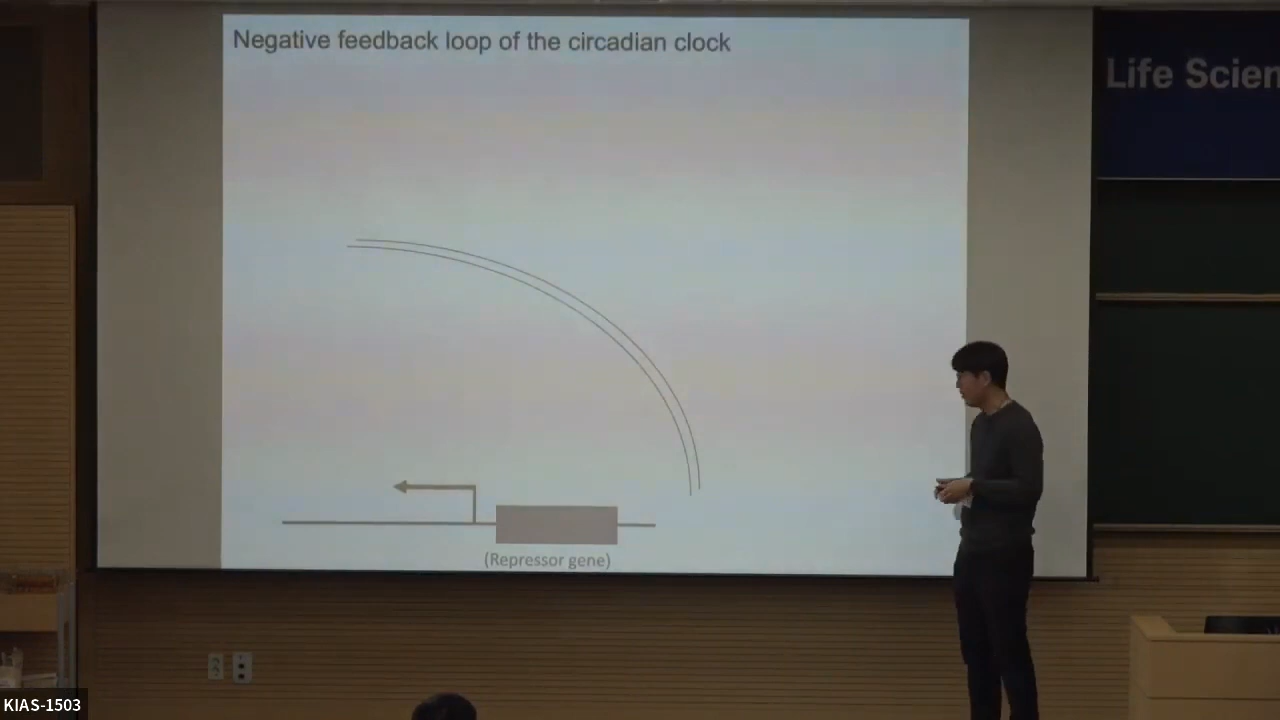 Negative feedback loop of the circadian clock
Life Scien
(Repressor gene)
KIAS-1503